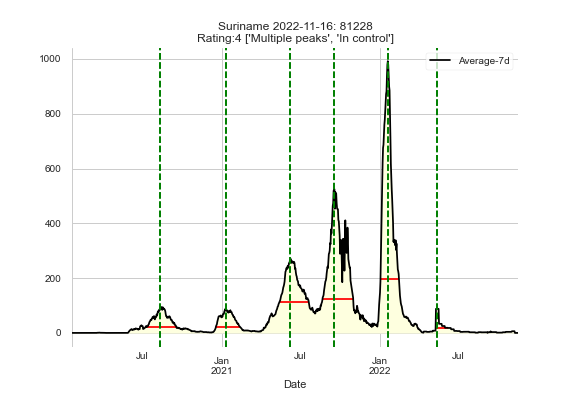 Suriname 2022-11-16: 81228
Rating:4 ['Multiple peaks', 'In control']
Average-7d
1000
800
600
400
200
0
Jul
Jan
2021
Jul
Jan
2022
Jul
Date